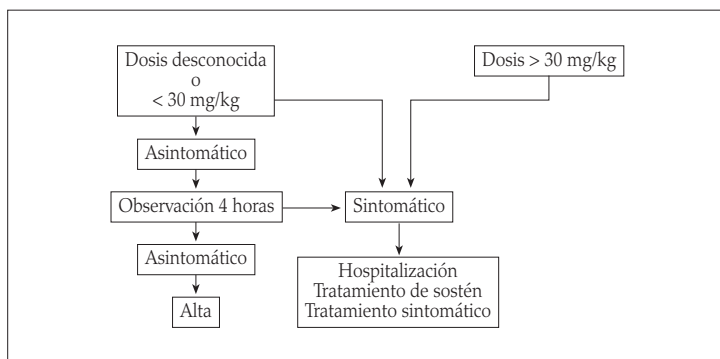 Dosis desconocida
o
< 30 mg/kg
Dosis > 30 mg/kg
Asintomático
Observación 4 horas
Sintomático
Asintomático
Hospitalización
Tratamiento de sostén
Tratamiento sintomático
Alta